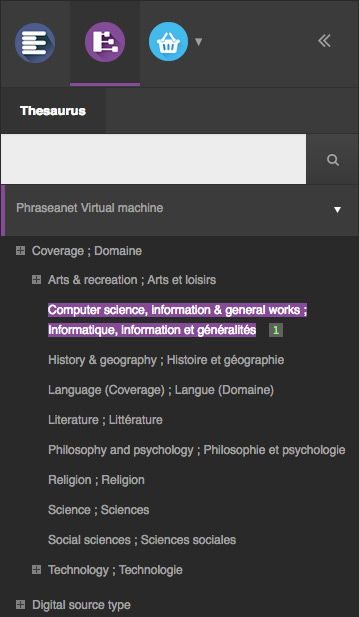 Thesaurus
Phraseanet Virtual machine
Coverage ; Domaine
Arts & recreation ; Arts et loisirs
Computer science, information & general works ;
Informatique, information et généralités 1
History & geography ; Histoire et géographie
Language (Coverage) ; Langue (Domaine)
Literature ; Littérature
Philosophy and psychology ; Philosophie et psychologie
Religion ; Religion
Science ; Sciences
Social sciences ; Sciences sociales
Technology ; Technologie
Digital source type